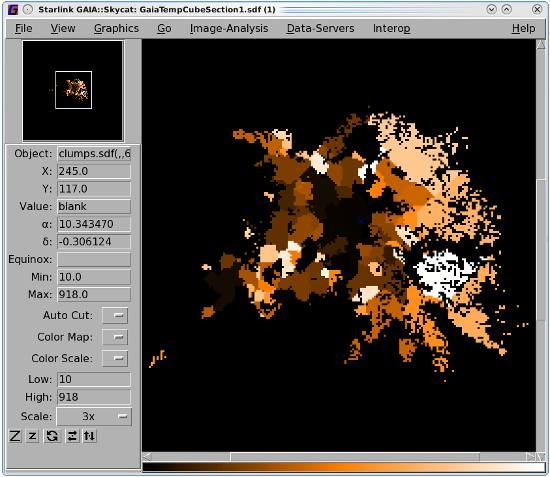 Starlink GAIA::Skycat: GaiaTempCubeSection1.sdf (1)
File View Graphics Go Image-Analysis Data-Servers Interop Help
Object: clumps.sdf(,,6
X: 245.0
Y: 117.0
Value: blank
α: 10.343470
δ: -0.306124
Equinox:
Min: 10.0
Max: 918.0
Auto Cut:
Color Map:
Color Scale:
Low: 10
High: 918
Scale: 3x
Z z